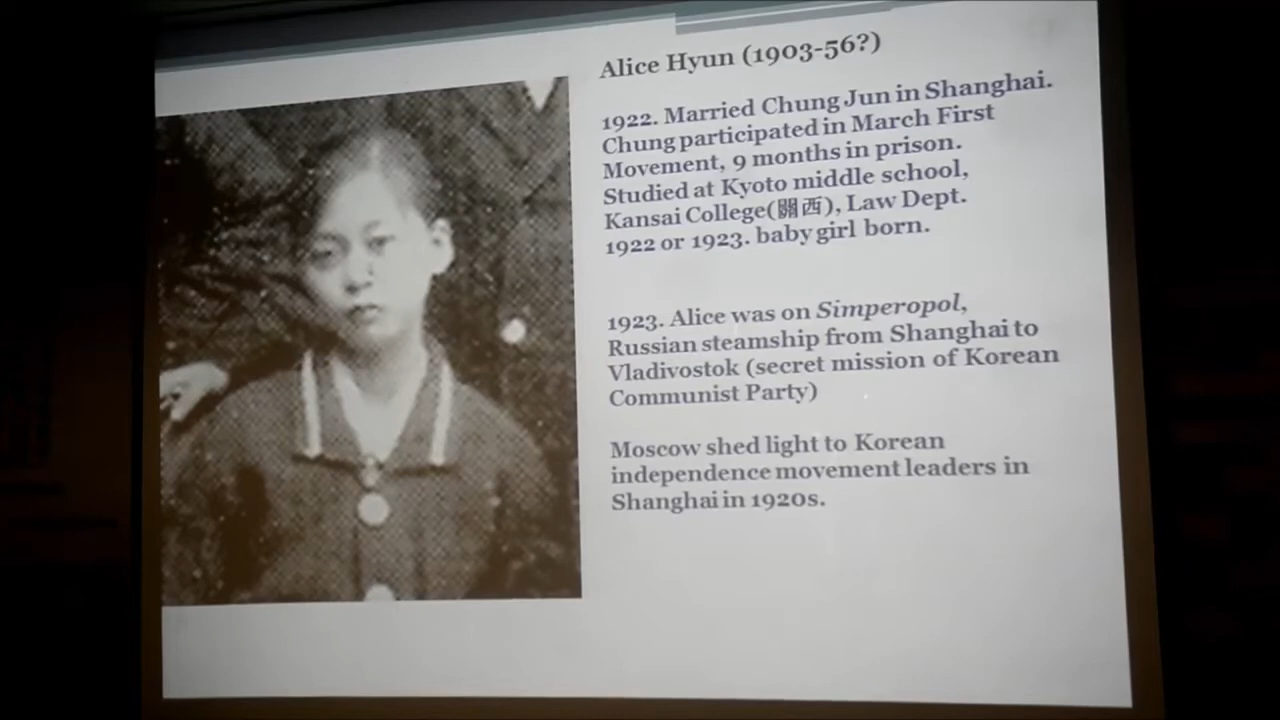 Alice Hyun (1903-56?)
1922. Married Chung Jun in Shanghai.
Chung participated in March First
Movement, 9 months in prison.
Studied at Kyoto middle school,
Kansai College(關西), Law Dept.
1922 or 1923. baby girl born.
1923. Alice was on Simperopol,
Russian steamship from Shanghai to
Vladivostok (secret mission of Korean
Communist Party)
Moscow shed light to Korean
independence movement leaders in
Shanghai in 1920s.